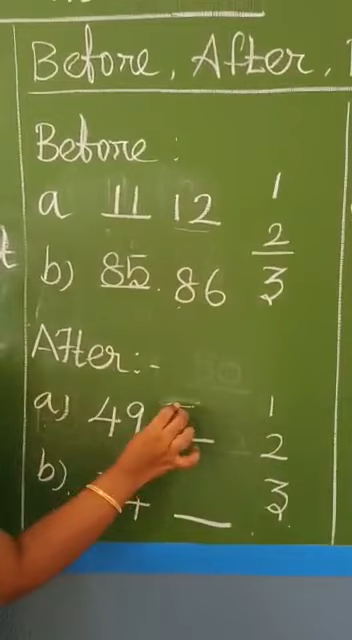 Before, After,
Before :
1
a 11 12
2
b) 85 86
3
After:-
a) 49
1
2
b)
3